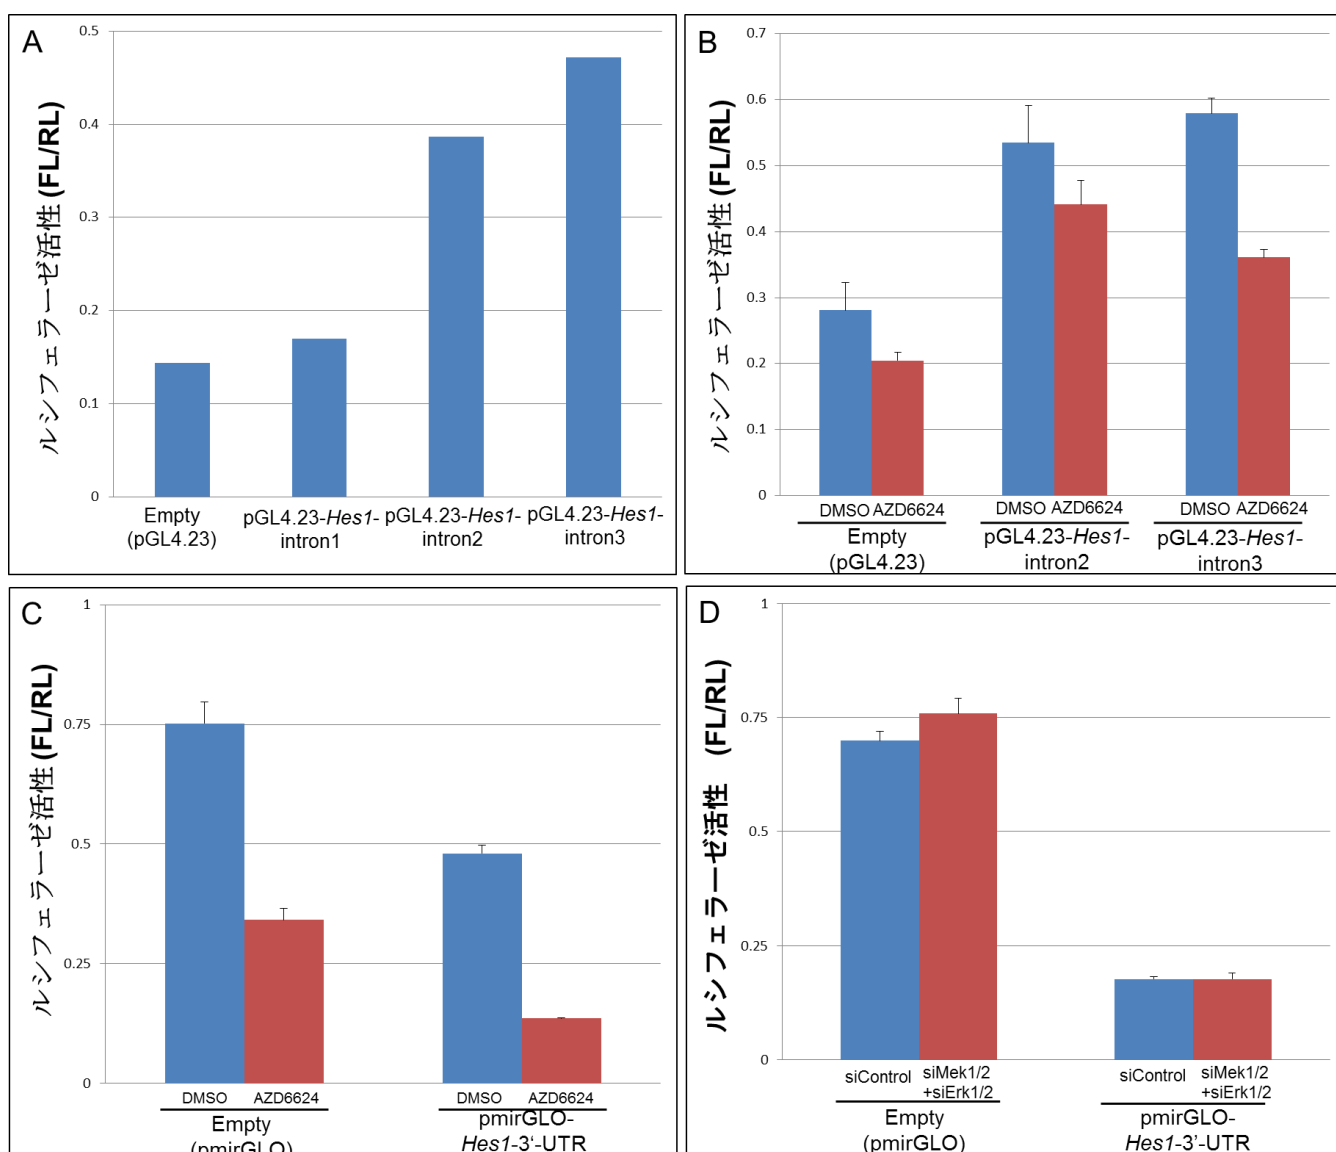 A
ルシフェラーゼ活性 (FL/RL)
0.5
0.4
0.3
0.2
0.1
0
Empty
(pGL4.23)
pGL4.23-Hes1-
intron1
pGL4.23-Hes1-
intron2
pGL4.23-Hes1-
intron3
B
ルシフェラーゼ活性 (FL/RL)
0.7
0.6
0.5
0.4
0.3
0.2
0.1
0
DMSO AZD6624
Empty
(pGL4.23)
DMSO AZD6624
pGL4.23-Hes1-
intron2
DMSO AZD6624
pGL4.23-Hes1-
intron3
C
ルシフェラーゼ活性 (FL/RL)
1
0.75
0.5
0.25
0
DMSO AZD6624
Empty
(pmirGLO)
DMSO AZD6624
pmirGLO-
Hes1-3‘-UTR
D
ルシフェラーゼ活性 (FL/RL)
1
0.75
0.5
0.25
0
siControl
siMek1/2
+siErk1/2
Empty
(pmirGLO)
siControl
siMek1/2
+siErk1/2
pmirGLO-
Hes1-3’-UTR